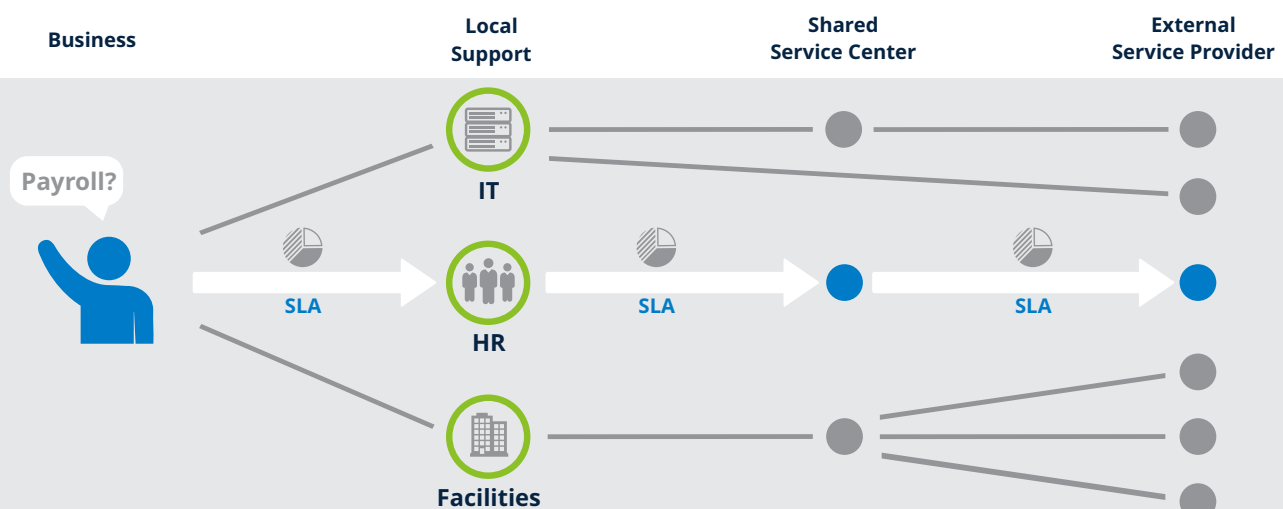 Business
Local
Support
Shared
Service Center
External
Service Provider
Payroll?
IT
SLA
SLA
SLA
HR
Facilities